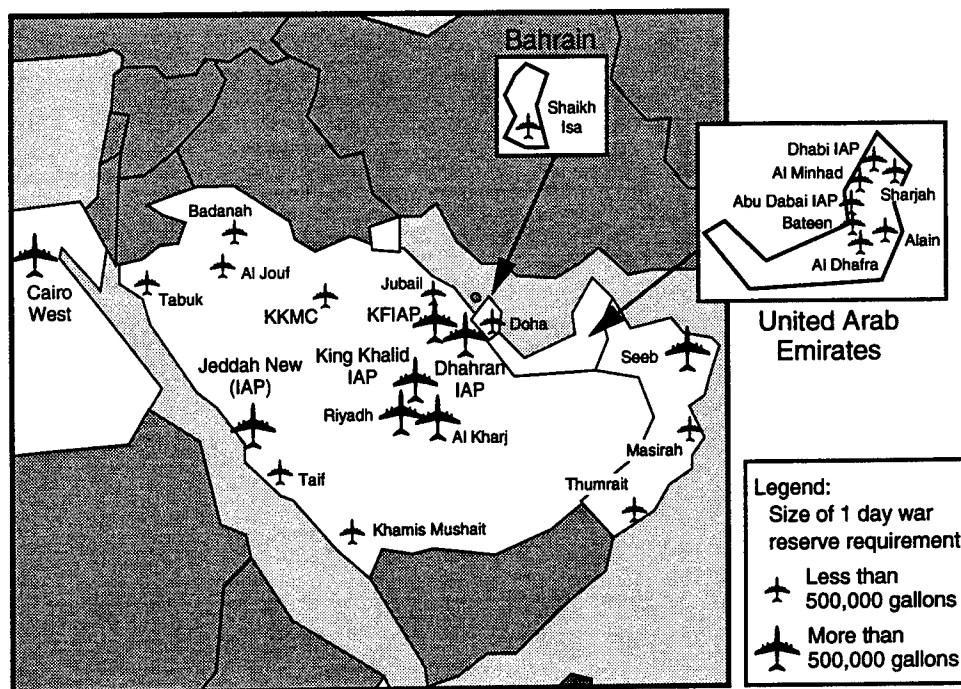 Bahrain
Shaikh
Isa
Dhabi IAP
Al Minhad
Sharjah
Abu Dabai IAP
Bateen
Alain
Al Dhafra
United Arab
Emirates
Badanah
Al Jouf
Cairo
West
Tabuk
KKMC
Jubail
KFIAP
Doha
Dhahran
IAP
Seeb
King Khalid
IAP
Jeddah New
(IAP)
Riyadh
Al Kharj
Masirah
Taif
Thumrait
Khamis Mushait
Legend:
Size of 1 day war
reserve requirement
Less than
500,000 gallons
More than
500,000 gallons